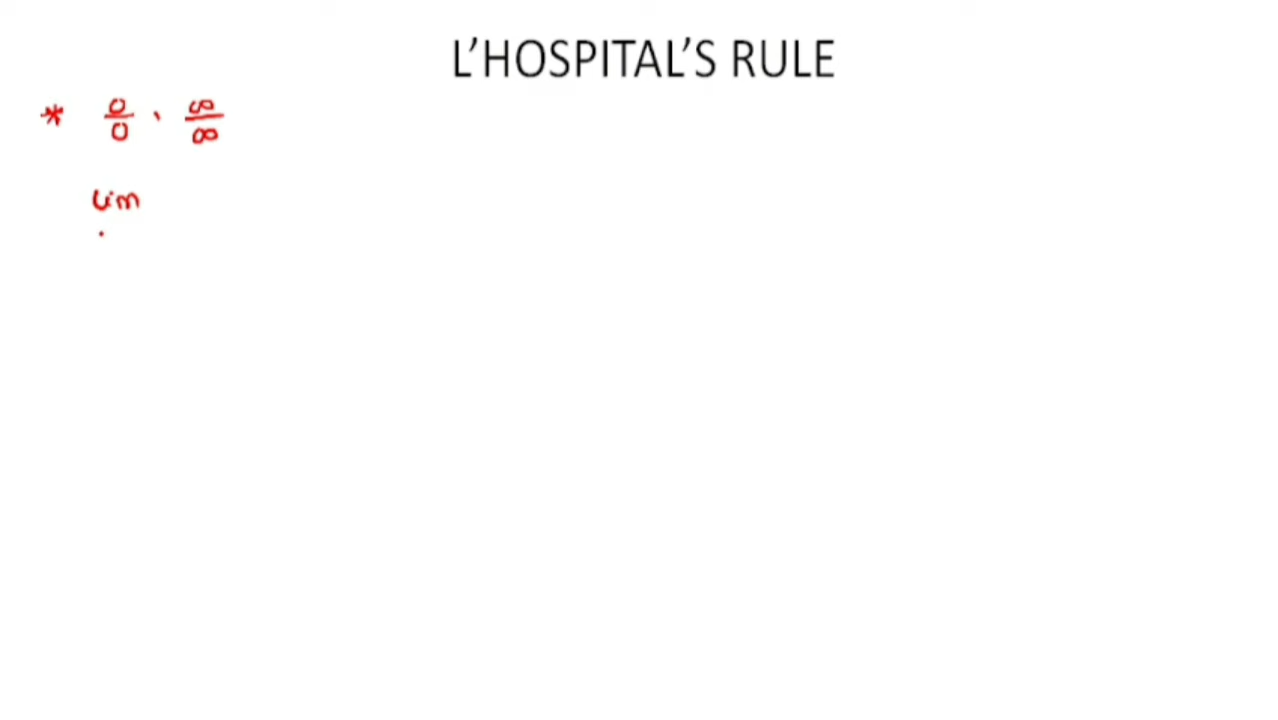 L'HOSPITAL'S RULE
* 0/0, ∞/∞
Lim